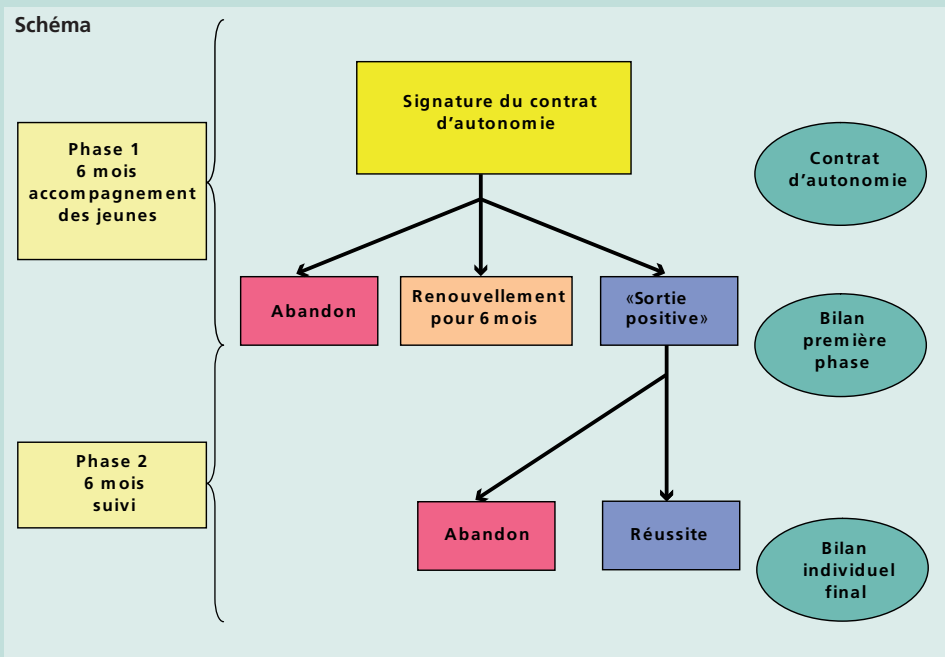 Schéma
Signature du contrat
d'autonomie
Phase 1
6 mois
accompagnement
des jeunes
Contrat
d'autonomie
Abandon
Renouvellement
pour 6 mois
«Sortie
positive»
Bilan
première
phase
Phase 2
6 mois
suivi
Abandon
Réussite
Bilan
individuel
final